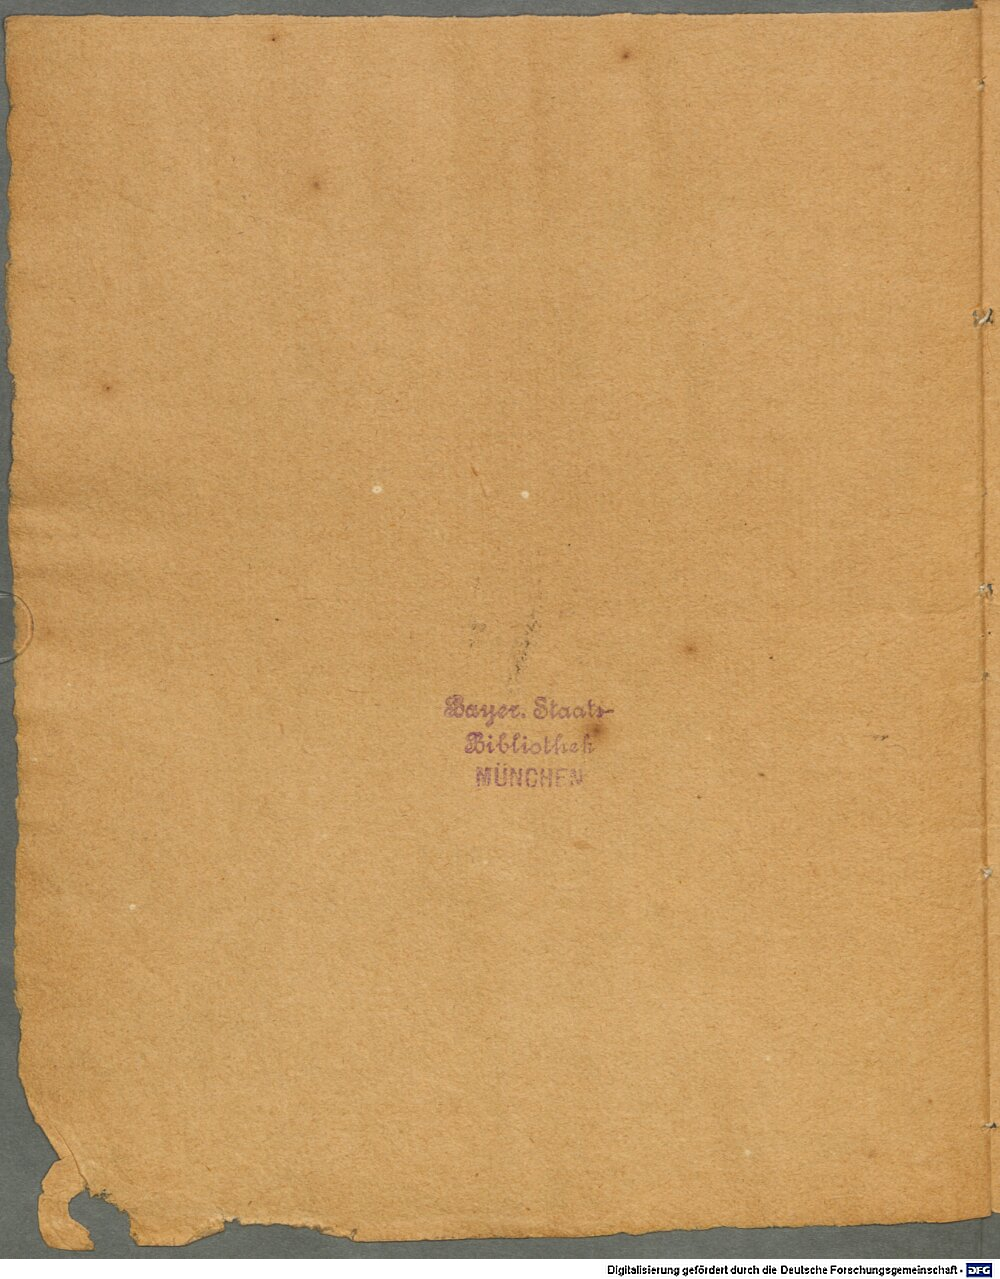 Bayer. Staats-
Bibliothek
MÜNCHEN
Digitalisierung gefördert durch die Deutsche Forschungsgemeinschaft - DFG